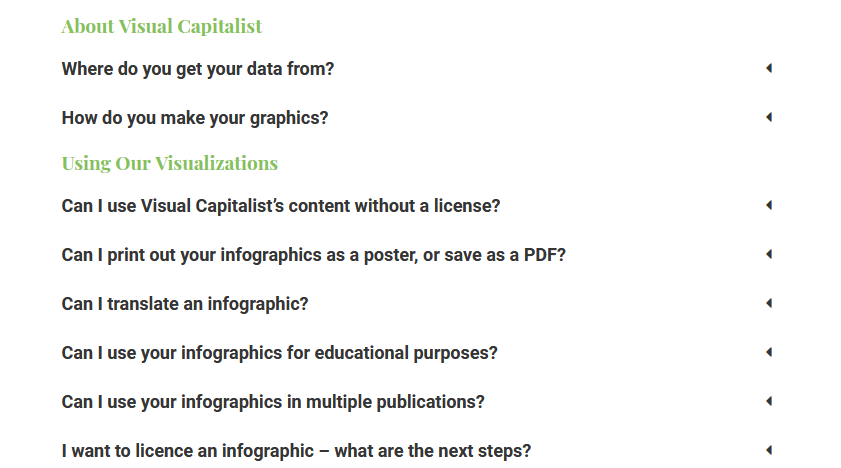 About Visual Capitalist
Where do you get your data from?
How do you make your graphics?
Using Our Visualizations
Can I use Visual Capitalist’s content without a license?
Can I print out your infographics as a poster, or save as a PDF?
Can I translate an infographic?
Can I use your infographics for educational purposes?
Can I use your infographics in multiple publications?
I want to licence an infographic – what are the next steps?